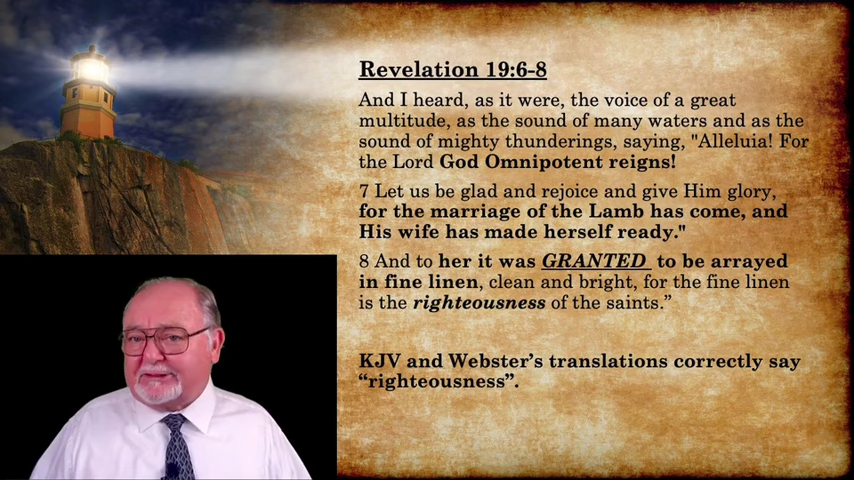 Revelation 19:6-8
And I heard, as it were, the voice of a great
multitude, as the sound of many waters and as the
sound of mighty thunderings, saying, "Alleluia! For
the Lord God Omnipotent reigns!
7 Let us be glad and rejoice and give Him glory,
for the marriage of the Lamb has come, and
His wife has made herself ready."
8 And to her it was GRANTED to be arrayed
in fine linen, clean and bright, for the fine linen
is the righteousness of the saints.”
KJV and Webster’s translations correctly say
“righteousness”.